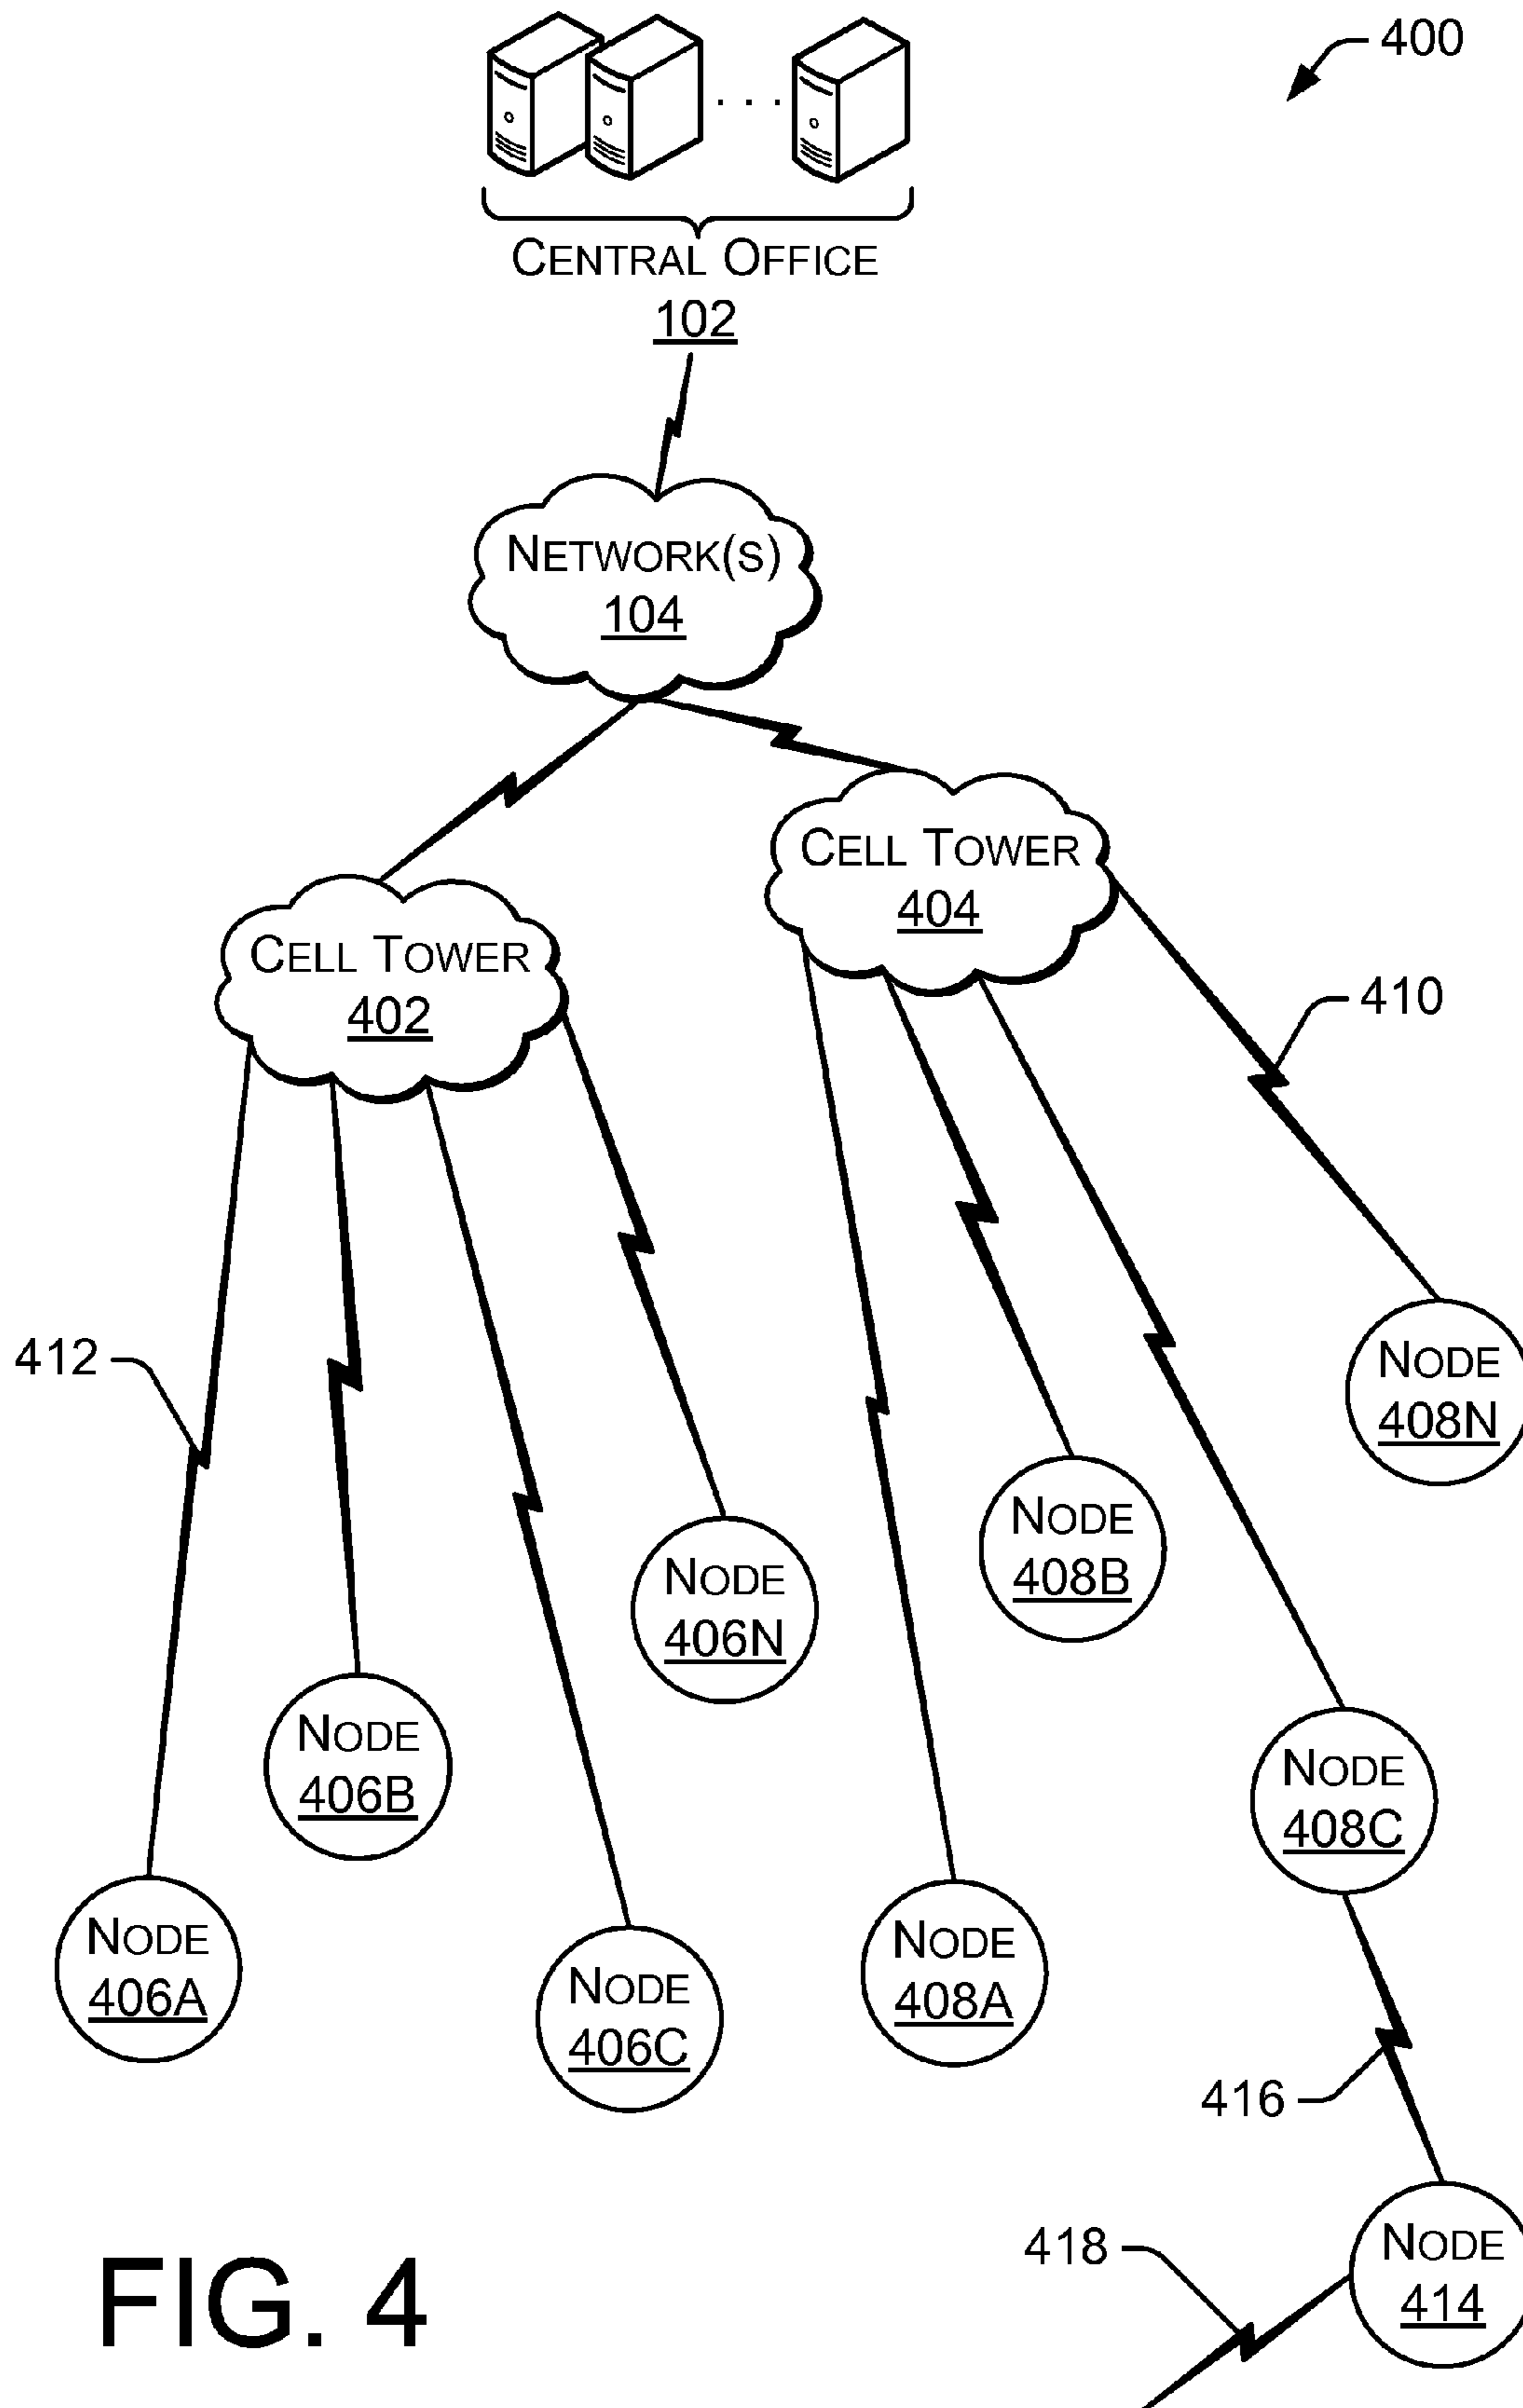 400
CENTRAL OFFICE
102
NETWORK(S)
104
CELL TOWER
404
CELL TOWER
402
410
412
NODE
408N
NODE
408B
NODE
406N
NODE
406B
NODE
408C
NODE
406A
NODE
408A
NODE
406C
416
418
NODE
414
FIG. 4